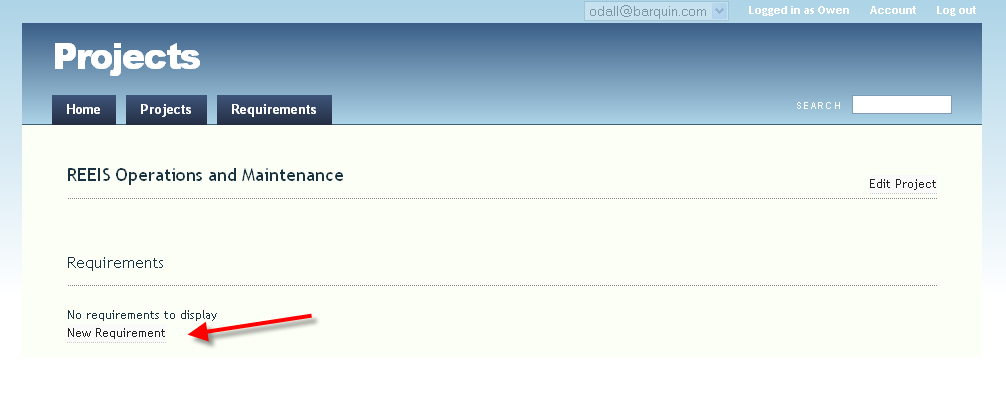 odall@barquin.com Logged in as Owen Account Log out
Projects
Home Projects Requirements SEARCH
REEIS Operations and Maintenance
Edit Project
Requirements
No requirements to display
New Requirement